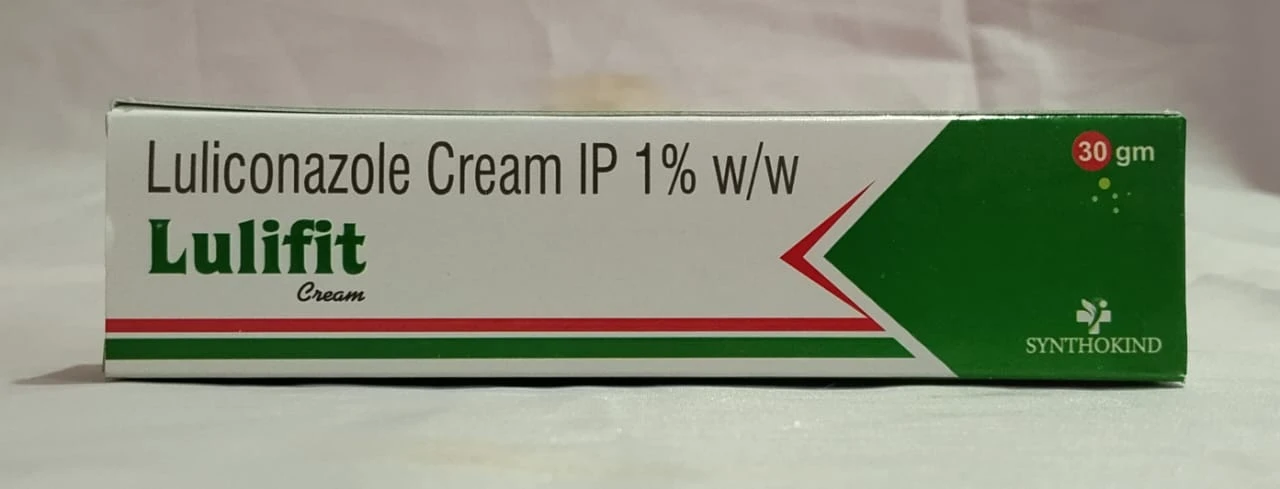 Luliconazole Cream IP 1% w/w
Lulifit
Cream
30 gm
SYNTHOKIND